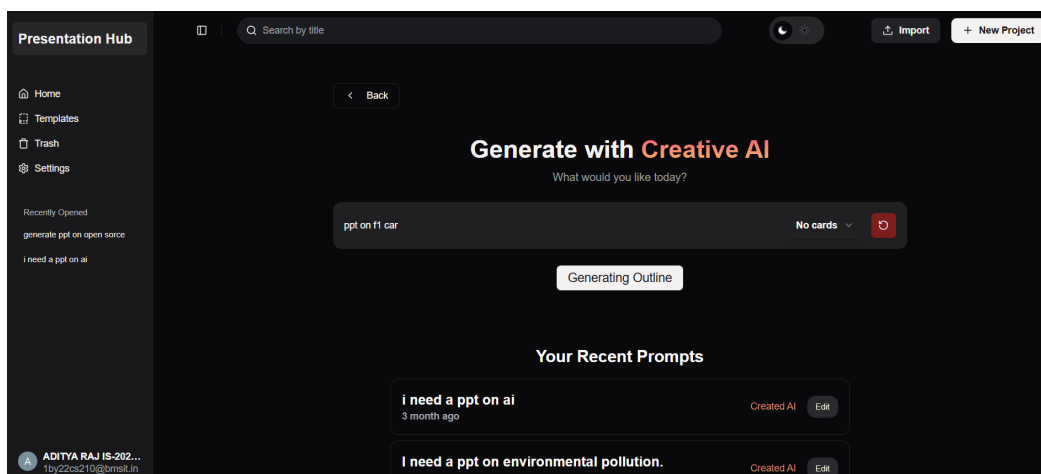 Presentation Hub
Search by title
Import
+ New Project
Home
Templates
Trash
Settings
Recently Opened
generate ppt on open sorce
i need a ppt on ai
Back
Generate with Creative AI
What would you like today?
ppt on f1 car
No cards
Generating Outline
Your Recent Prompts
i need a ppt on ai
3 month ago
Created AI
Edit
I need a ppt on environmental pollution.
Created AI
Edit
A
ADITYA RAJ IS-202...
1by22cs210@bmsit.in